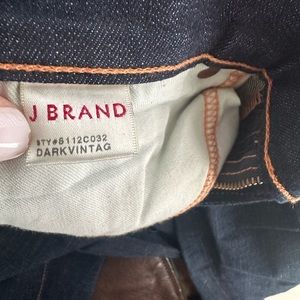 J BRAND
STY#8112C032
DARKVINTAG